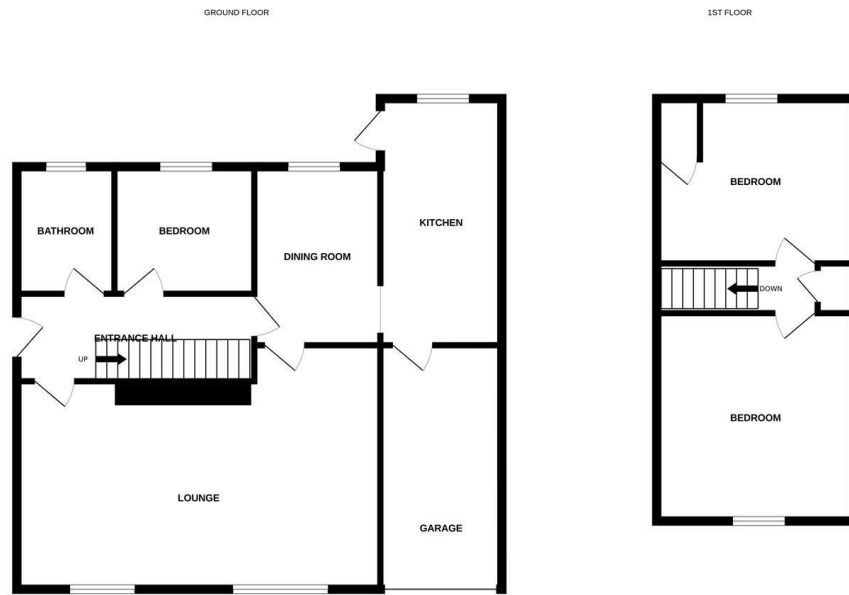 GROUND FLOOR
1ST FLOOR
BATHROOM
BEDROOM
DINING ROOM
KITCHEN
ENTRANCE HALL
UP
LOUNGE
GARAGE
BEDROOM
DOWN
BEDROOM